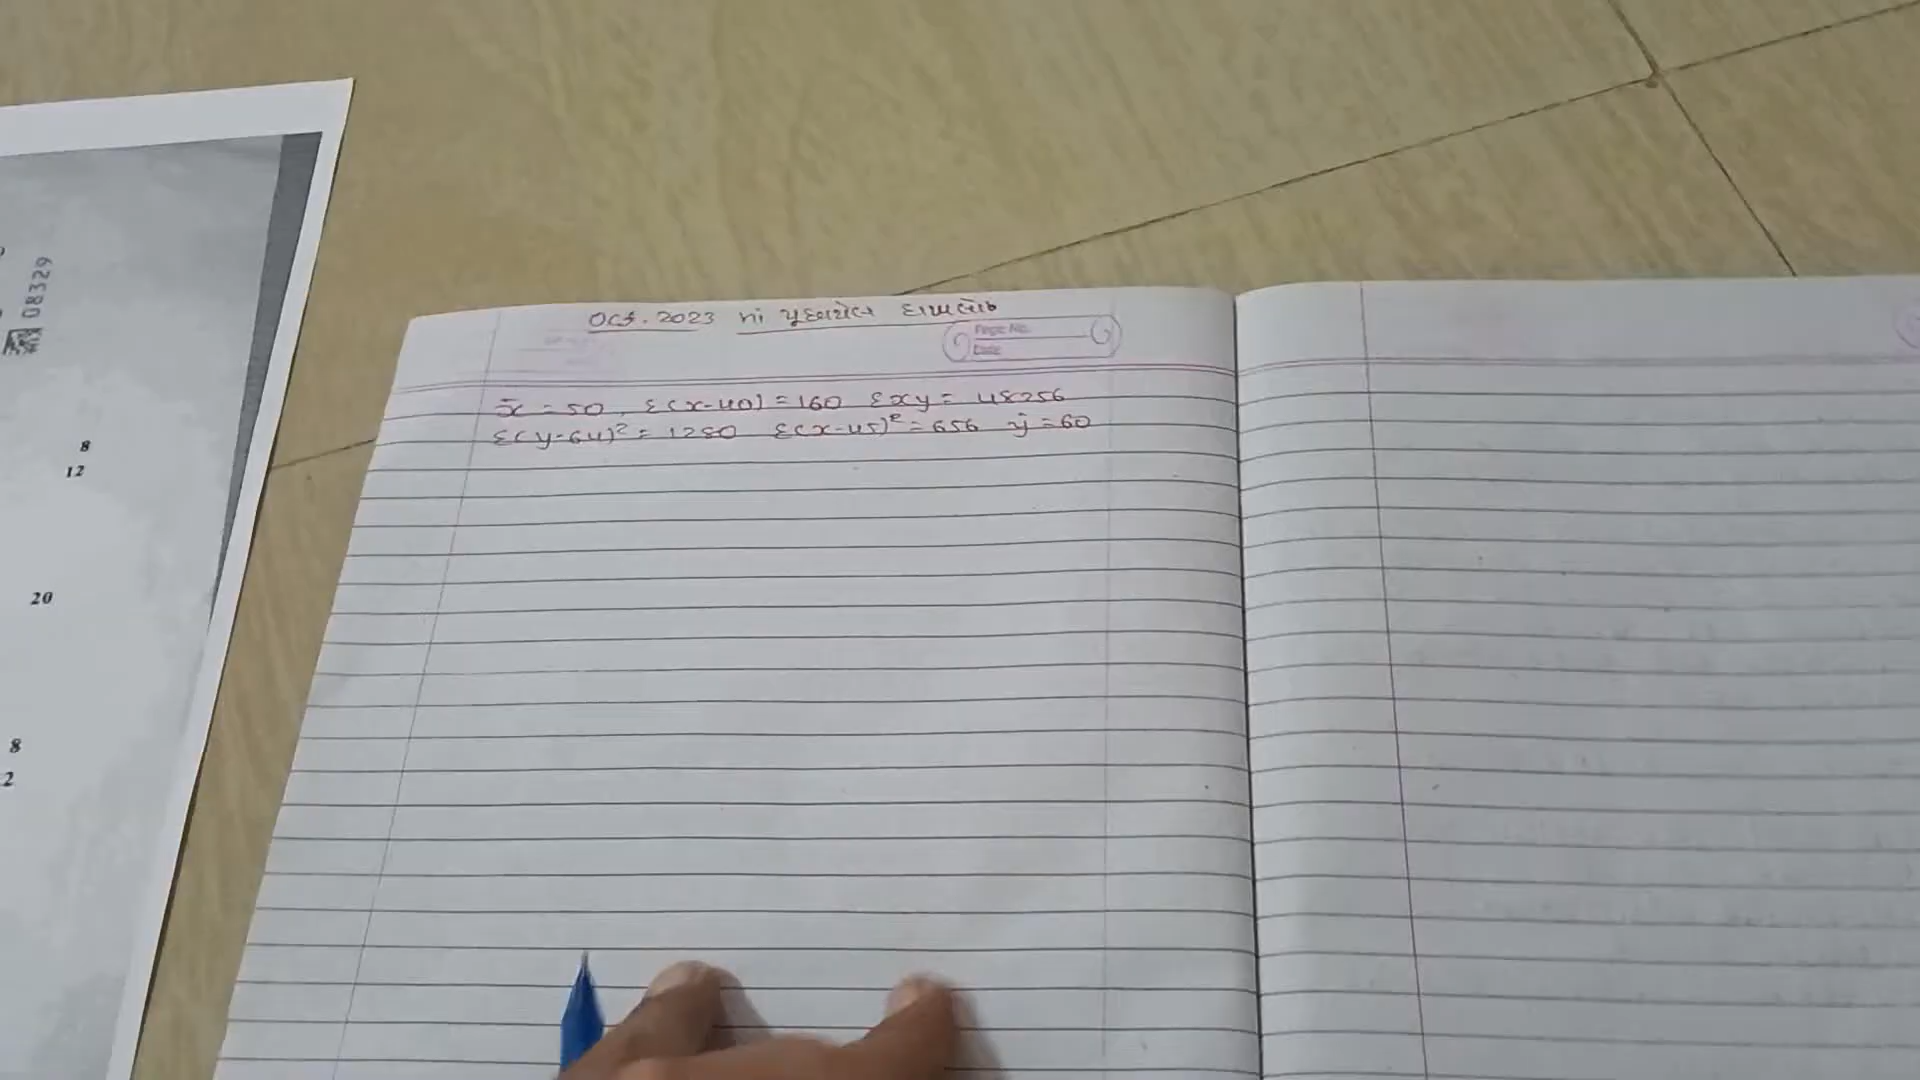 08329
8
12
20
8
2
Oct. 2023 નાં પૂછાયેલ દાખલોઓ
Page No.
Date
x̄ = 50, Σ(x-40) = 160 Σxy = 48256
Σ(y-64)² = 1280 Σ(x-45)² = 656 ȳ = 60